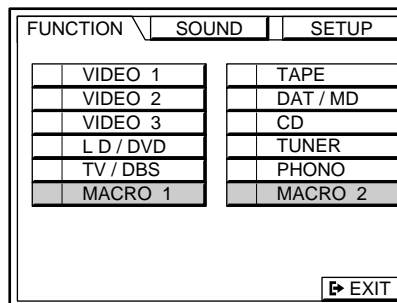 FUNCTION SOUND SETUP
VIDEO 1 TAPE
VIDEO 2 DAT / MD
VIDEO 3 CD
L D / DVD TUNER
TV / DBS PHONO
MACRO 1 MACRO 2
EXIT